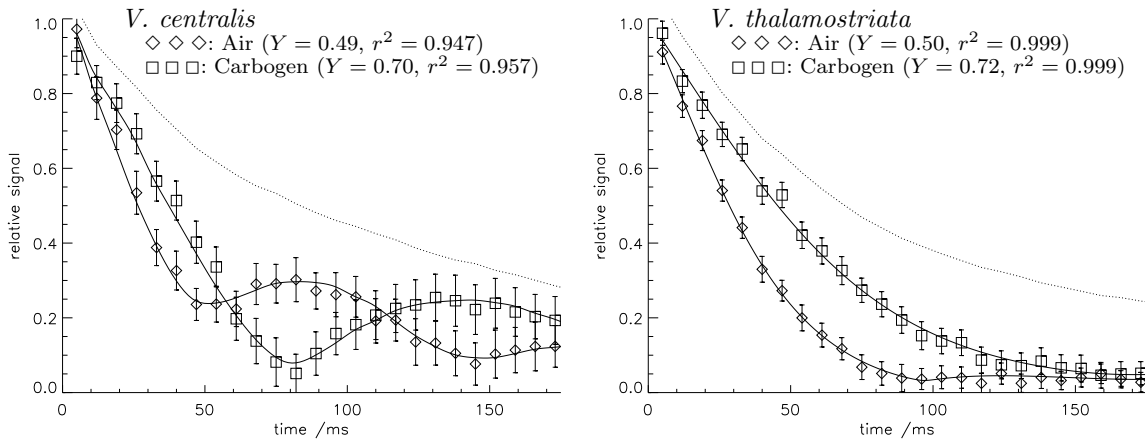 V. centralis
◇ ◇ ◇: Air (Y = 0.49, r² = 0.947)
□ □ □: Carbogen (Y = 0.70, r² = 0.957)
1.0
0.8
0.6
0.4
0.2
0.0
relative signal
0
50
100
150
time /ms
V. thalamostriata
◇ ◇ ◇: Air (Y = 0.50, r² = 0.999)
□ □ □: Carbogen (Y = 0.72, r² = 0.999)
1.0
0.8
0.6
0.4
0.2
0.0
relative signal
0
50
100
150
time /ms